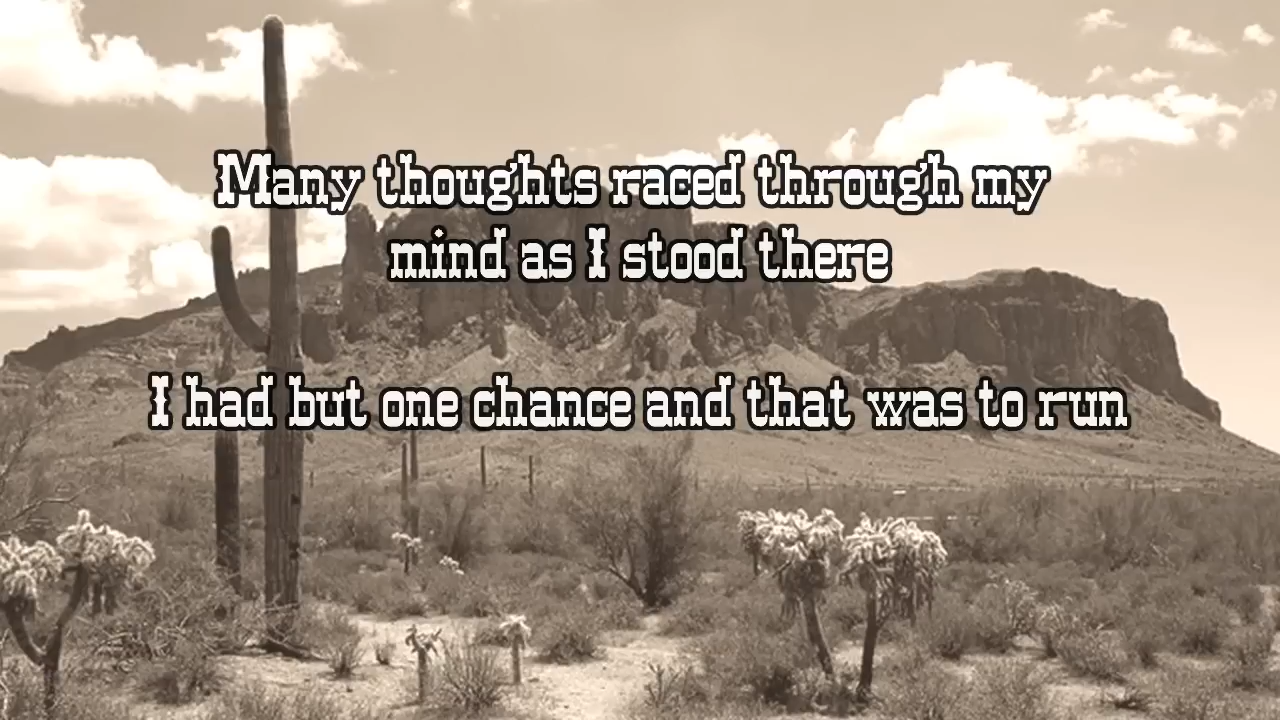 Many thoughts raced through my
mind as I stood there
I had but one chance and that was to run